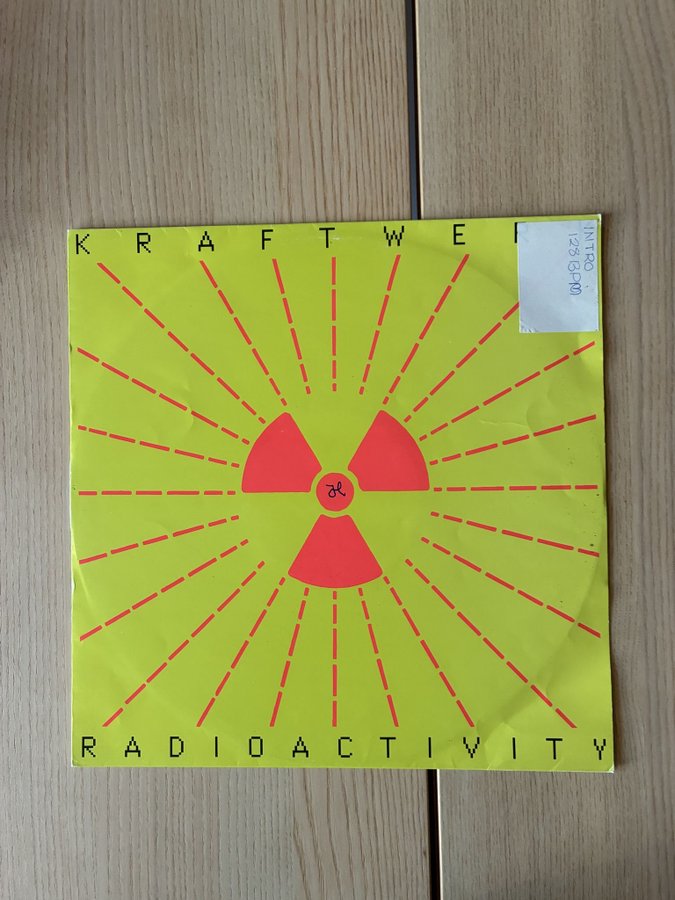 KRAFTWE
INTRO
128 BPM
RADIOACTIVITY